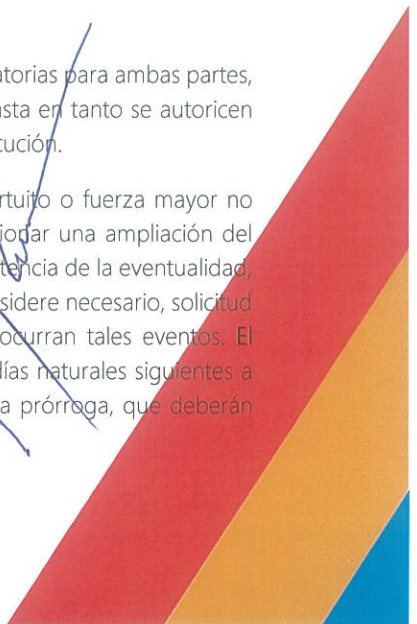 atorias para ambas partes,
asta en tanto se autoricen
cución.
rtuito o fuerza mayor no
ionar una ampliación del
tencia de la eventualidad,
sidere necesario, solicitud
ocurran tales eventos. El
días naturales siguientes a
a prórroga, que deberán